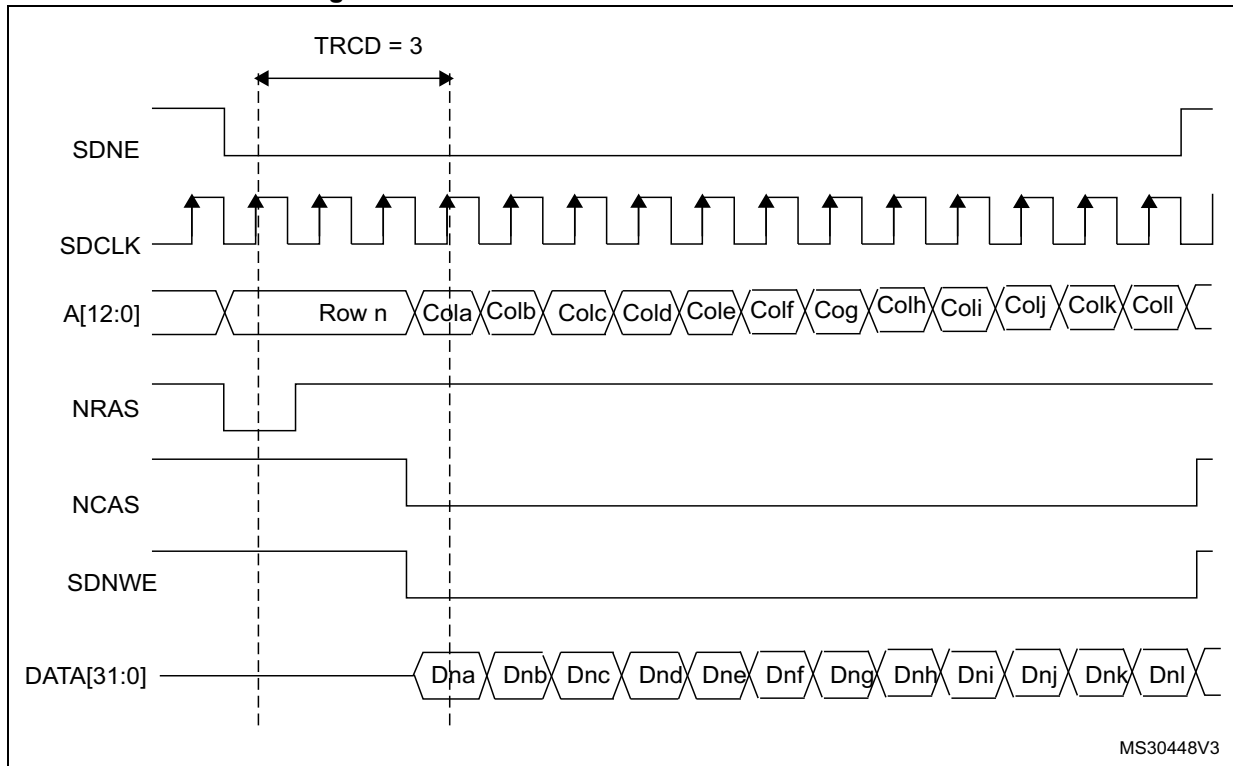 TRCD = 3
SDNE
SDCLK
A[12:0] Row n Cola Colb Colc Cold Cole Colf Cog Colh Coli Colj Colk Coll
NRAS
NCAS
SDNWE
DATA[31:0] Dna Dnb Dnc Dnd Dne Dnf Dng Dnh Dni Dnj Dnk Dnl
MS30448V3